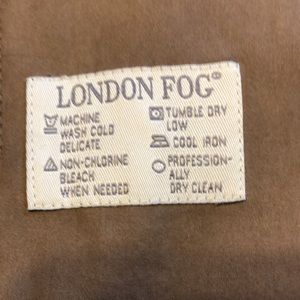 LONDON FOG®
MACHINE
WASH COLD
DELICATE
NON-CHLORINE
BLEACH
WHEN NEEDED
TUMBLE DRY
LOW
COOL IRON
PROFESSION-
ALLY
DRY CLEAN